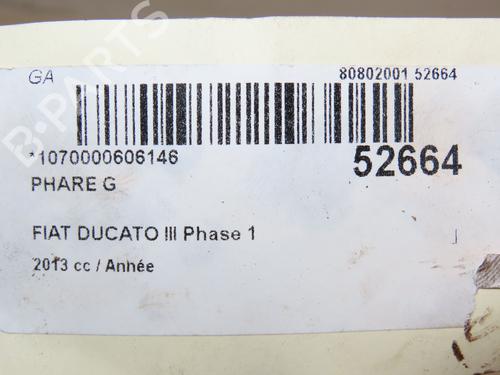 GA 80802001 52664
*1070000606146 52664
PHARE G
FIAT DUCATO III Phase 1
2013 cc / Année
B-PARTS